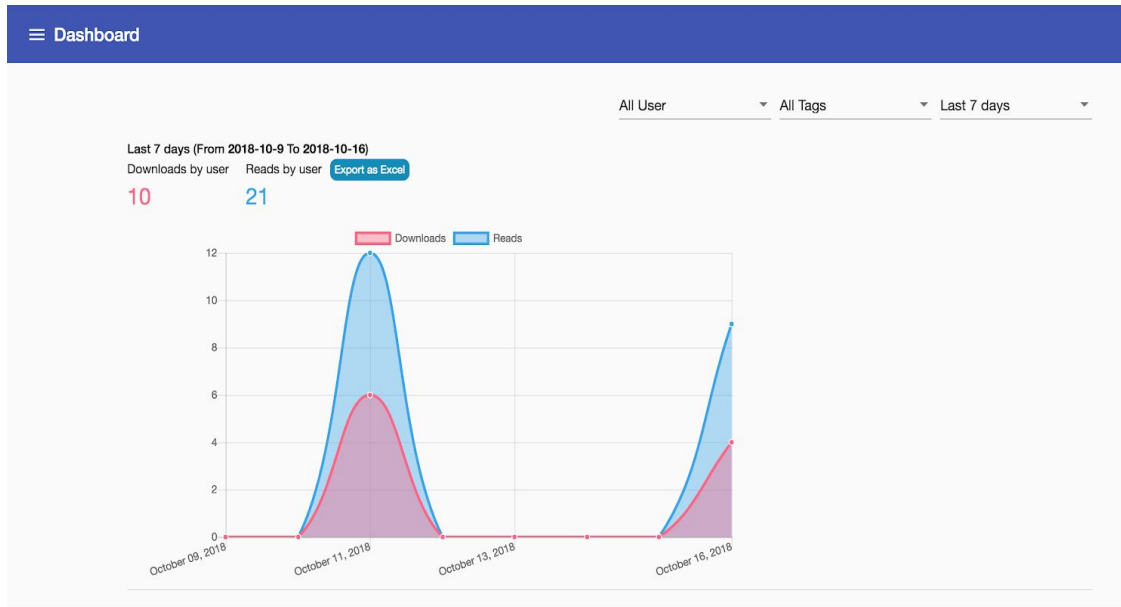 Dashboard
All User All Tags Last 7 days
Last 7 days (From 2018-10-9 To 2018-10-16)
Downloads by user Reads by user Export as Excel
10 21
Downloads Reads
12
10
8
6
4
2
0
October 09, 2018 October 11, 2018 October 13, 2018 October 16, 2018